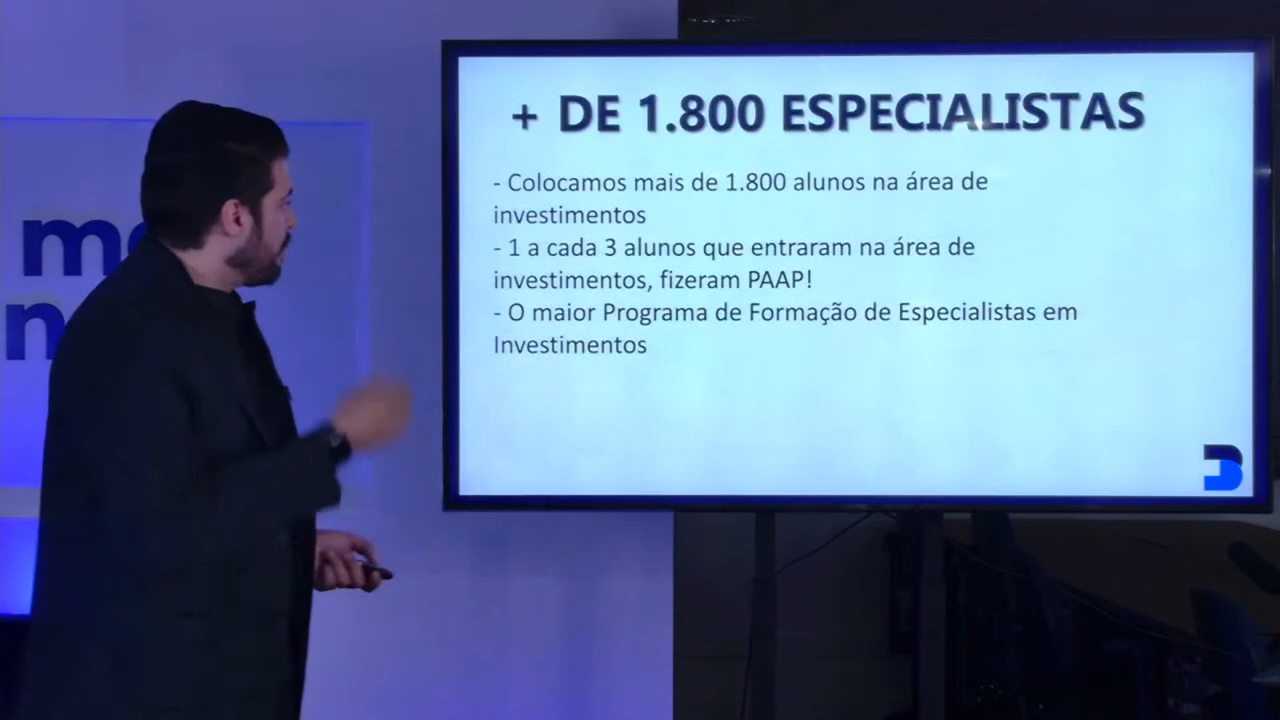 + DE 1.800 ESPECIALISTAS
- Colocamos mais de 1.800 alunos na área de
investimentos
- 1 a cada 3 alunos que entraram na área de
investimentos, fizeram PAAP!
- O maior Programa de Formação de Especialistas em
Investimentos